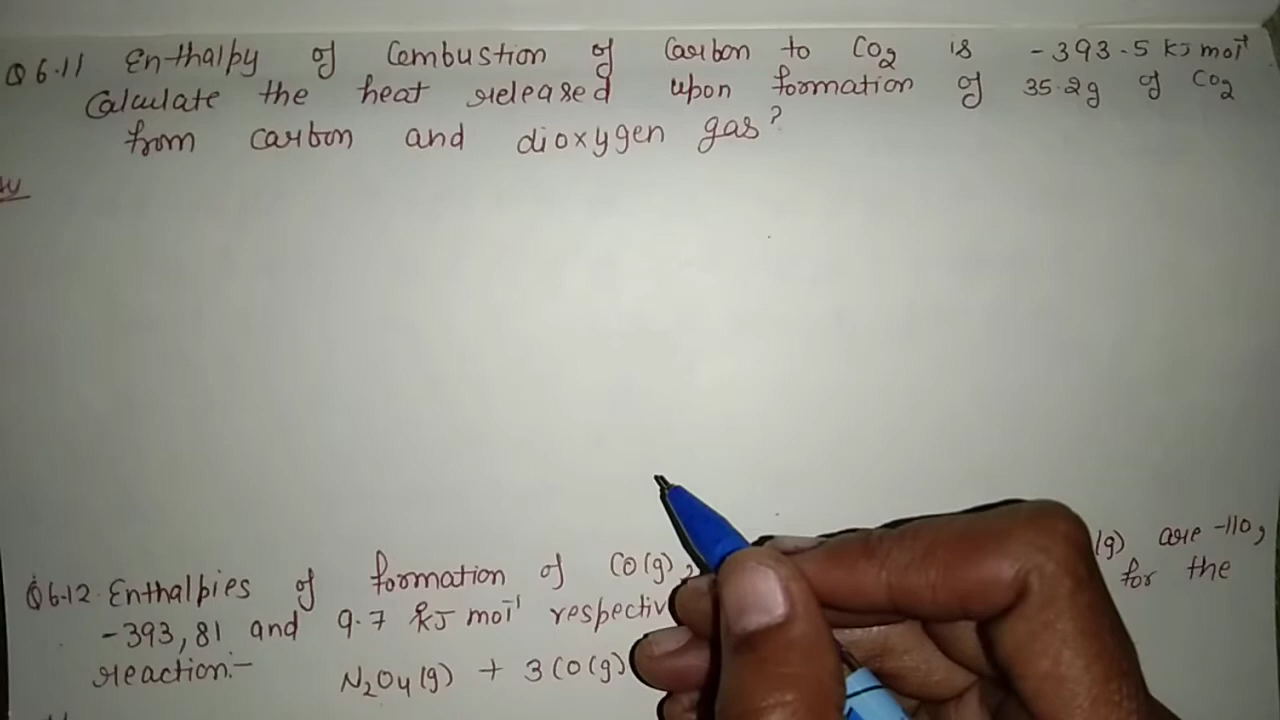 Q 6.11 Enthalpy of Combustion of Carbon to CO₂ is -393.5 KJ mol⁻¹
Calculate the heat released upon formation of 35.2g of CO₂
from carbon and dioxygen gas?
Q6.12. Enthalpies of formation of CO(g), (g) are -110,
-393, 81 and 9.7 KJ mol⁻¹ for the
reaction:- N₂O₄(g) + 3CO(g)